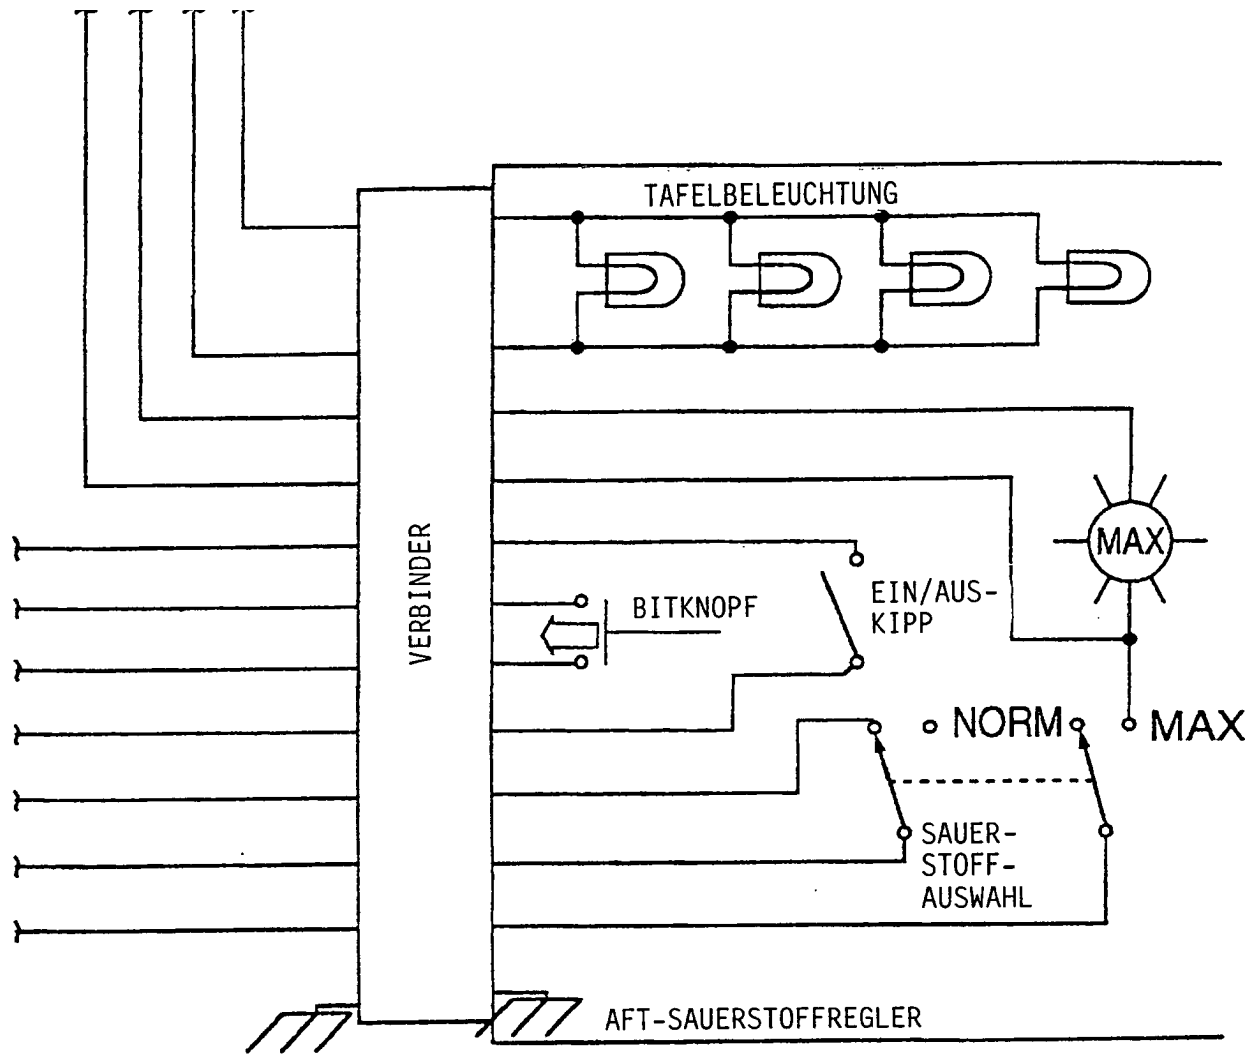 TAFELBELEUCHTUNG
VERBINDER
MAX
BITKNOPF
EIN/AUS-
KIPP
NORM
MAX
SAUER-
STOFF-
AUSWAHL
AFT-SAUERSTOFFREGLER